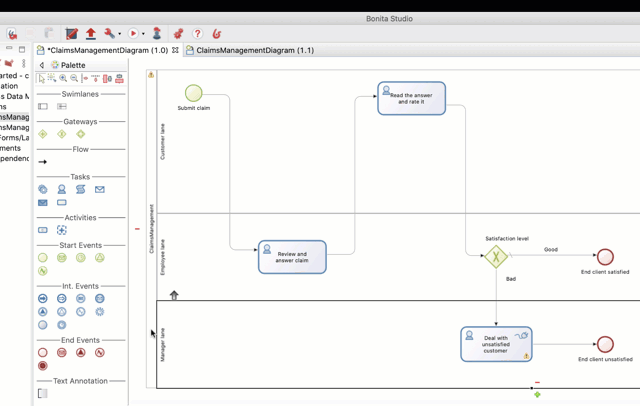 Bonita Studio
*ClaimsManagementDiagram (1.0)
ClaimsManagementDiagram (1.1)
Palette
Swimlanes
Gateways
Flow
Tasks
Activities
Start Events
Int. Events
End Events
Text Annotation
arted - c
ation
s Data M
ns
msManag
msManag
Forms/La
ments
ependenc
ClaimsManagement
Customer lane
Employee lane
Manager lane
Submit claim
Read the answer
and rate it
Review and
answer claim
Satisfaction level
Good
Bad
End client satisfied
Deal with
unsatisfied
customer
End client unsatisfied